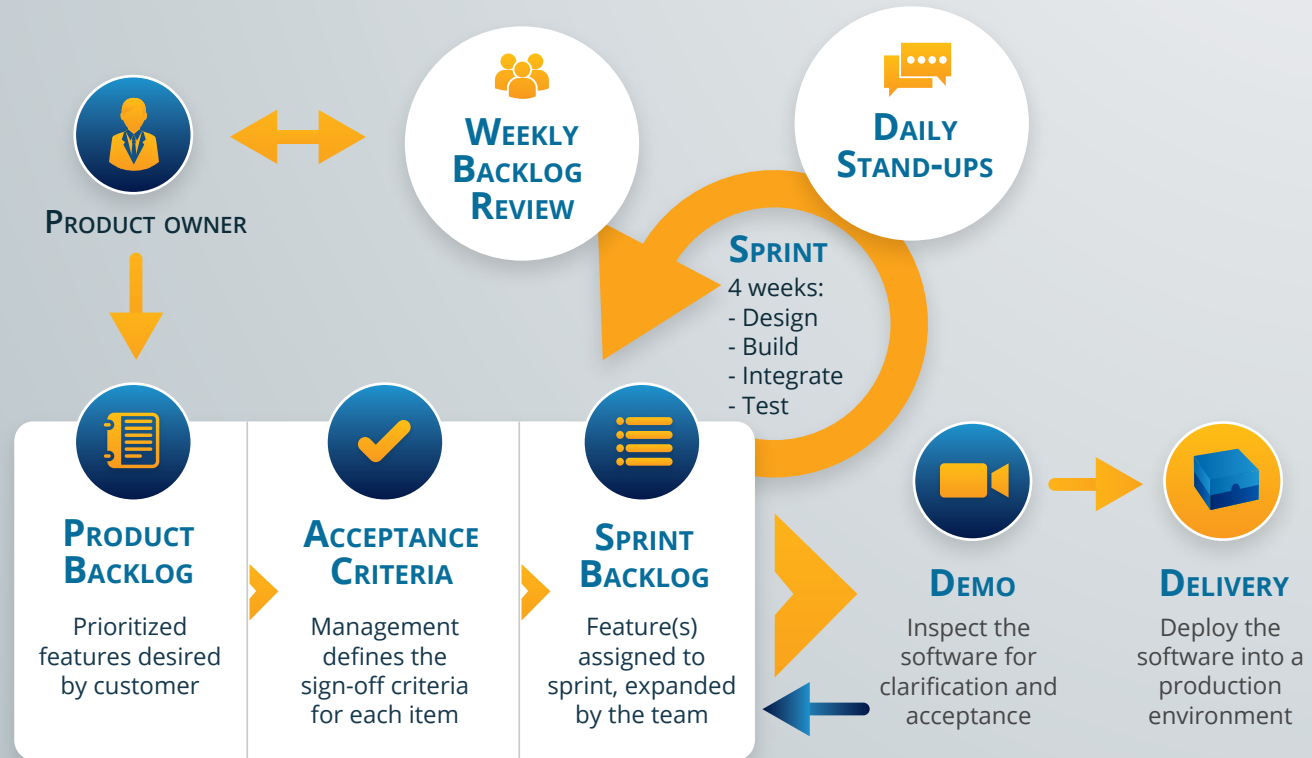 Product owner
Weekly
Backlog
Review
Daily
Stand-ups
Sprint
4 weeks:
- Design
- Build
- Integrate
- Test
Product
Backlog
Prioritized
features desired
by customer
Acceptance
Criteria
Management
defines the
sign-off criteria
for each item
Sprint
Backlog
Feature(s)
assigned to
sprint, expanded
by the team
Demo
Inspect the
software for
clarification and
acceptance
Delivery
Deploy the
software into a
production
environment